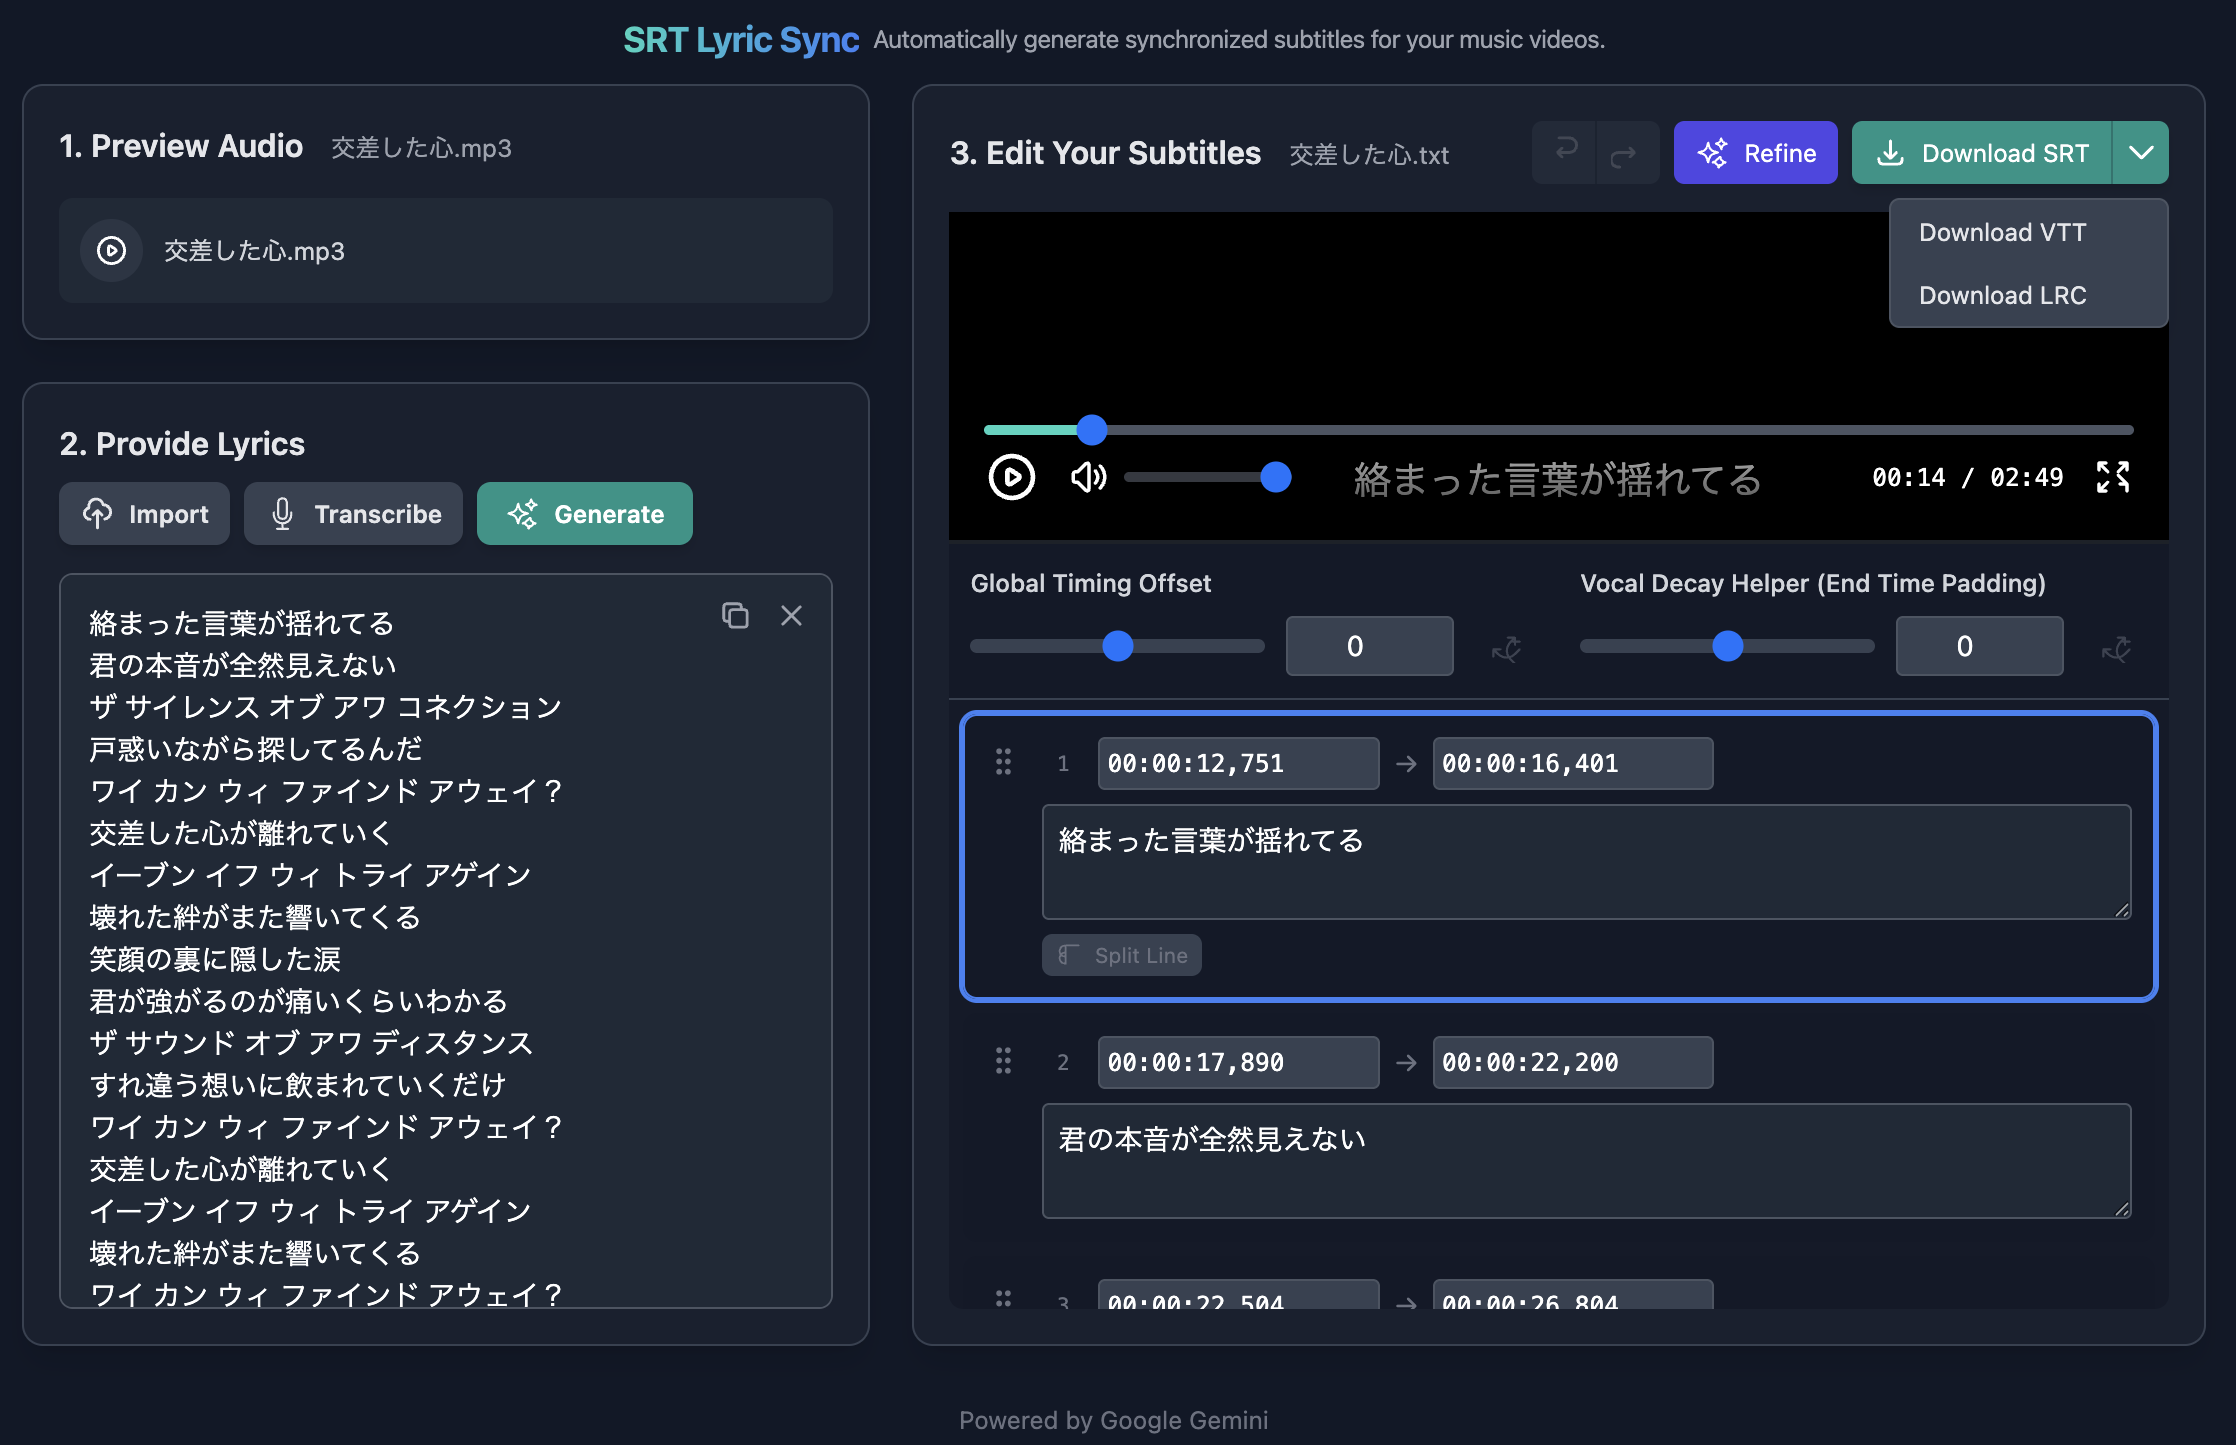 SRT Lyric Sync Automatically generate synchronized subtitles for your music videos.
1. Preview Audio 交差した心.mp3
交差した心.mp3
2. Provide Lyrics
Import Transcribe Generate
絡まった言葉が揺れてる
君の本音が全然見えない
ザ サイレンス オブ アワ コネクション
戸惑いながら探してるんだ
ワイ カン ウィ ファインド アウェイ？
交差した心が離れていく
イーブン イフ ウィ トライ アゲイン
壊れた絆がまた響いてくる
笑顔の裏に隠した涙
君が強がるのが痛いくらいわかる
ザ サウンド オブ アワ ディスタンス
すれ違う想いに飲まれていくだけ
ワイ カン ウィ ファインド アウェイ？
交差した心が離れていく
イーブン イフ ウィ トライ アゲイン
壊れた絆がまた響いてくる
ワイ カン ウィ ファインド アウェイ？
3. Edit Your Subtitles 交差した心.txt
Refine Download SRT
Download VTT
Download LRC
絡まった言葉が揺れてる 00:14 / 02:49
Global Timing Offset Vocal Decay Helper (End Time Padding)
0 0
1 00:00:12,751 → 00:00:16,401
絡まった言葉が揺れてる
Split Line
2 00:00:17,890 → 00:00:22,200
君の本音が全然見えない
3 00:00:22,504 → 00:00:26,804
Powered by Google Gemini